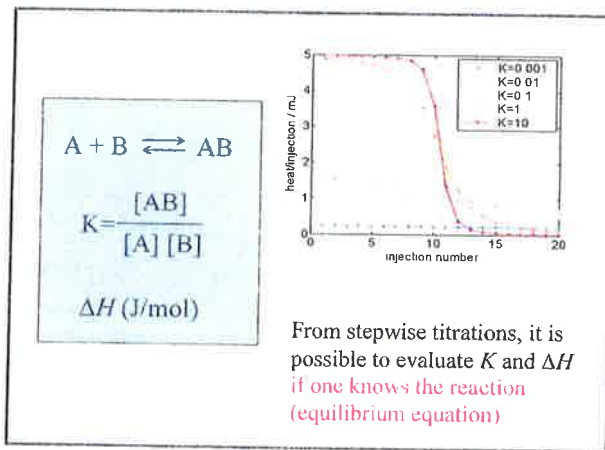 A + B ⇌ AB
K=
[AB]
[A] [B]
ΔH (J/mol)
heat/injection / mJ
5
4
3
2
1
0
K=0 001
K=0 01
K=0 1
K=1
K=10
0 5 10 15 20
injection number
From stepwise titrations, it is
possible to evaluate K and ΔH
if one knows the reaction
(equilibrium equation)